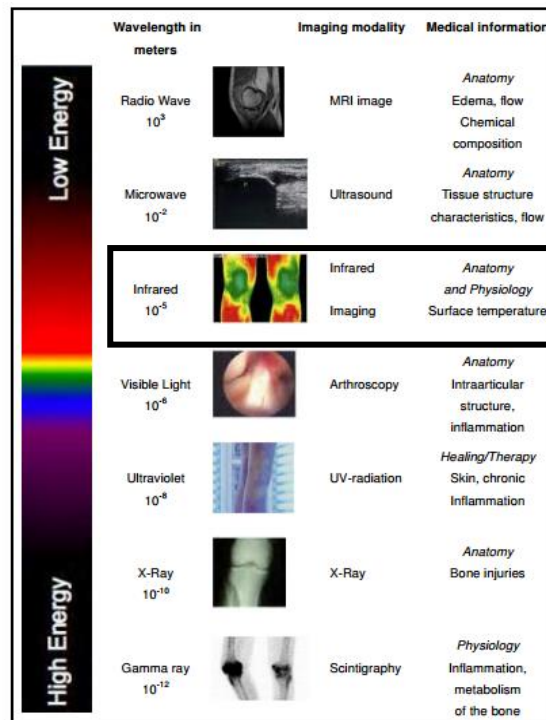 Wavelength in meters Imaging modality Medical information
Low Energy
Radio Wave
10³
MRI image
Anatomy
Edema, flow
Chemical
composition
Microwave
10⁻²
Ultrasound
Anatomy
Tissue structure
characteristics, flow
Infrared
10⁻⁵
Infrared
Imaging
Anatomy
and Physiology
Surface temperature
Visible Light
10⁻⁶
Arthroscopy
Anatomy
Intraarticular
structure,
inflammation
Ultraviolet
10⁻⁸
UV-radiation
Healing/Therapy
Skin, chronic
Inflammation
X-Ray
10⁻¹⁰
X-Ray
Anatomy
Bone injuries
High Energy
Gamma ray
10⁻¹²
Scintigraphy
Physiology
Inflammation,
metabolism
of the bone